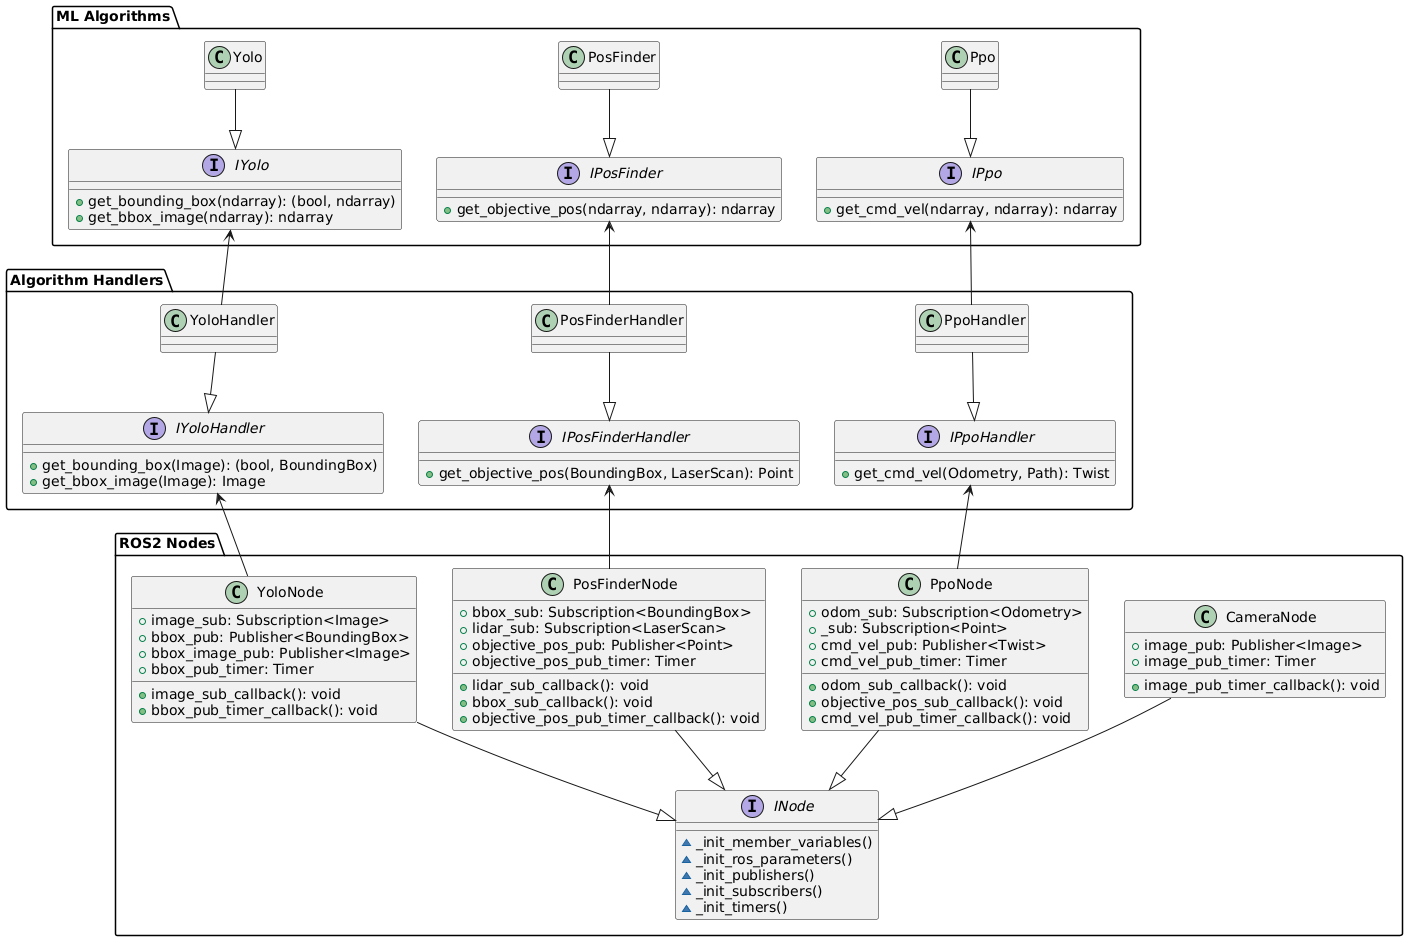 ML Algorithms
C Yolo
C PosFinder
C Ppo
I IYolo
get_bounding_box(ndarray): (bool, ndarray)
get_bbox_image(ndarray): ndarray
I IPosFinder
get_objective_pos(ndarray, ndarray): ndarray
I IPpo
get_cmd_vel(ndarray, ndarray): ndarray
Algorithm Handlers
C YoloHandler
C PosFinderHandler
C PpoHandler
I IYoloHandler
get_bounding_box(Image): (bool, BoundingBox)
get_bbox_image(Image): Image
I IPosFinderHandler
get_objective_pos(BoundingBox, LaserScan): Point
I IPpoHandler
get_cmd_vel(Odometry, Path): Twist
ROS2 Nodes
C YoloNode
image_sub: Subscription<Image>
bbox_pub: Publisher<BoundingBox>
bbox_image_pub: Publisher<Image>
bbox_pub_timer: Timer
image_sub_callback(): void
bbox_pub_timer_callback(): void
C PosFinderNode
bbox_sub: Subscription<BoundingBox>
lidar_sub: Subscription<LaserScan>
objective_pos_pub: Publisher<Point>
objective_pos_pub_timer: Timer
lidar_sub_callback(): void
bbox_sub_callback(): void
objective_pos_pub_timer_callback(): void
C PpoNode
odom_sub: Subscription<Odometry>
_sub: Subscription<Point>
cmd_vel_pub: Publisher<Twist>
cmd_vel_pub_timer: Timer
odom_sub_callback(): void
objective_pos_sub_callback(): void
cmd_vel_pub_timer_callback(): void
C CameraNode
image_pub: Publisher<Image>
image_pub_timer: Timer
image_pub_timer_callback(): void
I INode
_init_member_variables()
_init_ros_parameters()
_init_publishers()
_init_subscribers()
_init_timers()